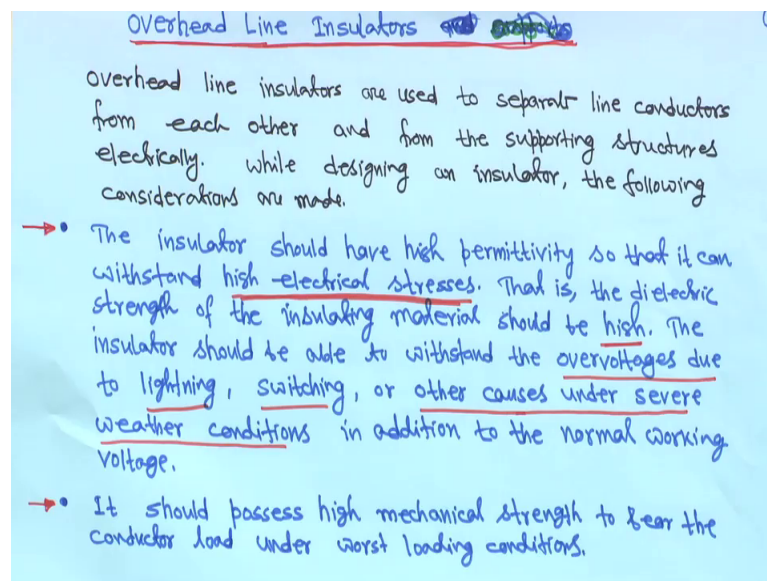 Overhead Line Insulators
overhead line insulators are used to separate line conductors
from each other and from the supporting structures
electrically. While designing an insulator, the following
considerations are made.
• The insulator should have high permittivity so that it can
withstand high electrical stresses. That is, the dielectric
strength of the insulating material should be high. The
insulator should be able to withstand the overvoltages due
to lightning, switching, or other causes under severe
weather conditions in addition to the normal working
voltage.
• It should possess high mechanical strength to bear the
conductor load under worst loading conditions.